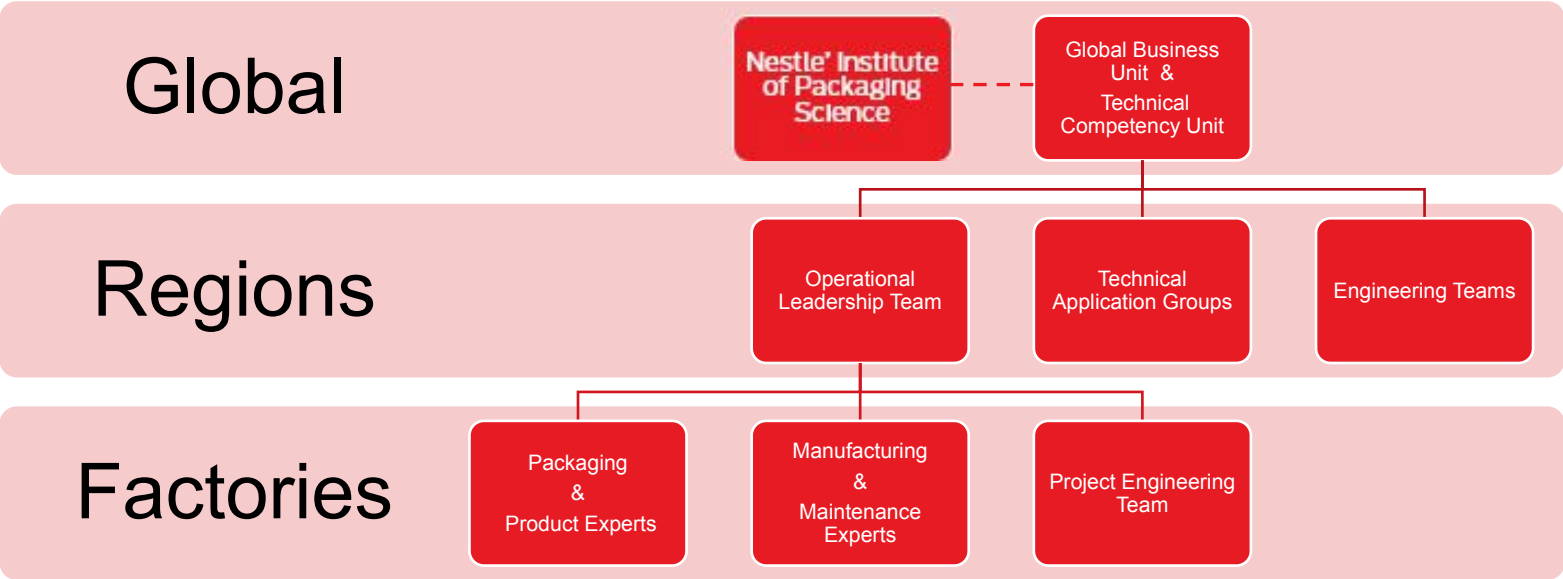 Global
Nestle' Institute
of Packaging
Science
Global Business
Unit &
Technical
Competency Unit
Regions
Operational
Leadership Team
Technical
Application Groups
Engineering Teams
Factories
Packaging
&
Product Experts
Manufacturing
&
Maintenance
Experts
Project Engineering
Team